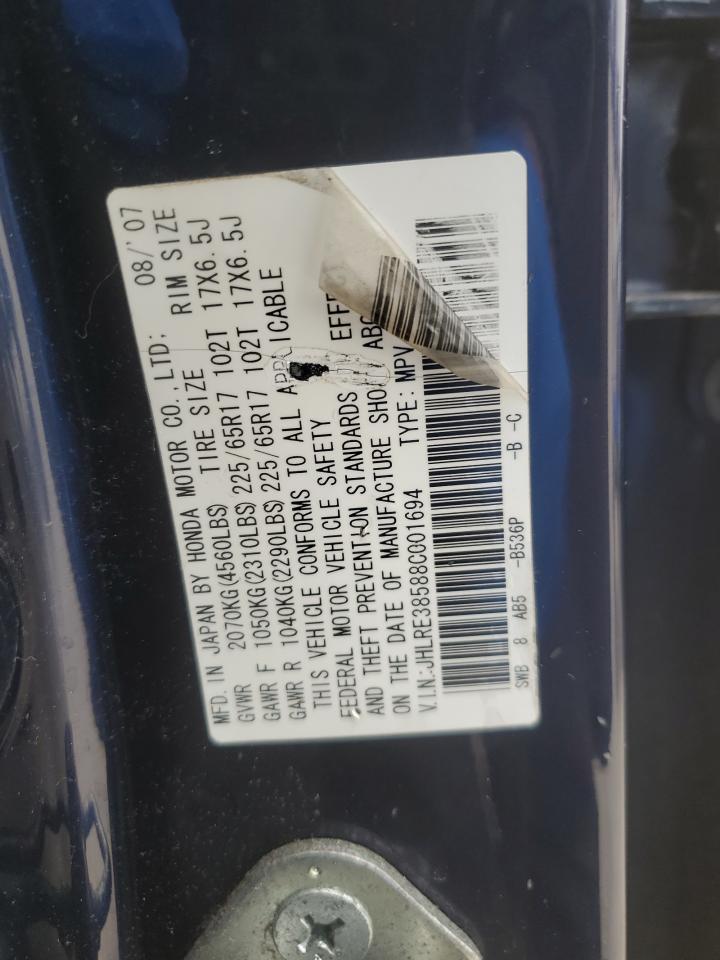 MFD. IN JAPAN BY HONDA MOTOR CO.,LTD: 08/'07
GVWR 2070KG(4560LBS) TIRE SIZE RIM SIZE
GAWR F 1050KG(2310LBS) 225/65R17 102T 17X6.5J
GAWR R 1040KG(2290LBS) 225/65R17 102T 17X6.5J
THIS VEHICLE CONFORMS TO ALL APPLICABLE
FEDERAL MOTOR VEHICLE SAFETY
AND THEFT PREVENTION STANDARDS EFFE
ON THE DATE OF MANUFACTURE SHO ABO
V.I.N.:JHLRE38588C001694 TYPE: MPV
SWB 8 AB5 -B536P -B -C